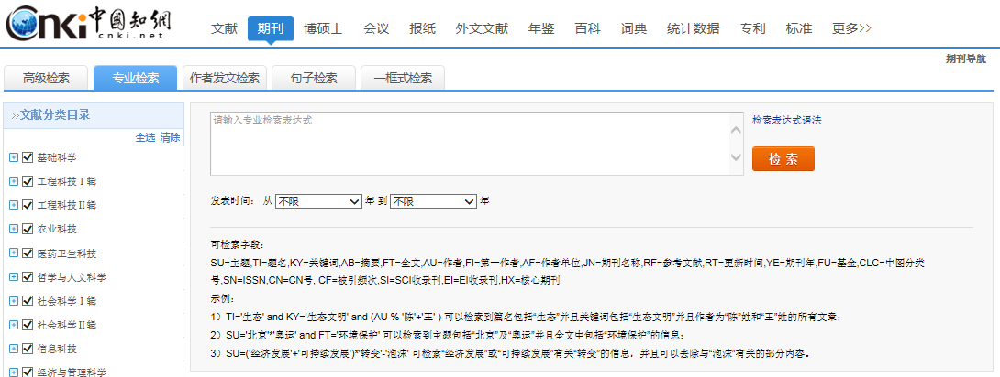 Cnki中國知網
cnki.net
文献 期刊 博硕士 会议 报纸 外文文献 年鉴 百科 词典 统计数据 专利 标准 更多>>
期刊导航
高级检索 专业检索 作者发文检索 句子检索 一框式检索
文献分类目录
全选 清除
基础科学
工程科技Ⅰ辑
工程科技Ⅱ辑
农业科技
医药卫生科技
哲学与人文科学
社会科学Ⅰ辑
社会科学Ⅱ辑
信息科技
经济与管理科学
请输入专业检索表达式
检索表达式语法
检索
发表时间: 从 不限 年 到 不限 年
可检索字段:
SU=主题,TI=题名,KY=关键词,AB=摘要,FT=全文,AU=作者,FI=第一作者,AF=作者单位,JN=期刊名称,RF=参考文献,RT=更新时间,YE=期刊年,FU=基金,CLC=中图分类
号,SN=ISSN,CN=CN号, CF=被引频次,SI=SCI收录刊,EI=EI收录刊,HX=核心期刊
示例:
1）TI='生态' and KY='生态文明' and (AU % '陈'+'王' ) 可以检索到篇名包括“生态”并且关键词包括“生态文明”并且作者为“陈”姓和“王”姓的所有文章;
2）SU='北京'*'奥运' and FT='环境保护' 可以检索到主题包括“北京”及“奥运”并且全文中包括“环境保护”的信息;
3）SU=('经济发展'+'可持续发展')*'转变'-'泡沫' 可检索“经济发展”或“可持续发展”有关“转变”的信息，并且可以去除与“泡沫”有关的部分内容。